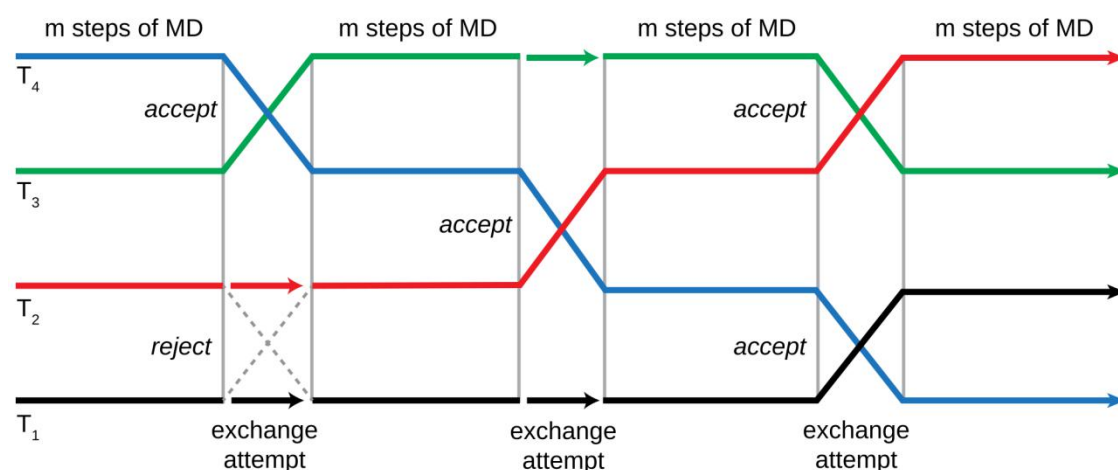 m steps of MD
m steps of MD
m steps of MD
m steps of MD
T4
accept
accept
T3
accept
T2
reject
accept
T1
exchange
attempt
exchange
attempt
exchange
attempt